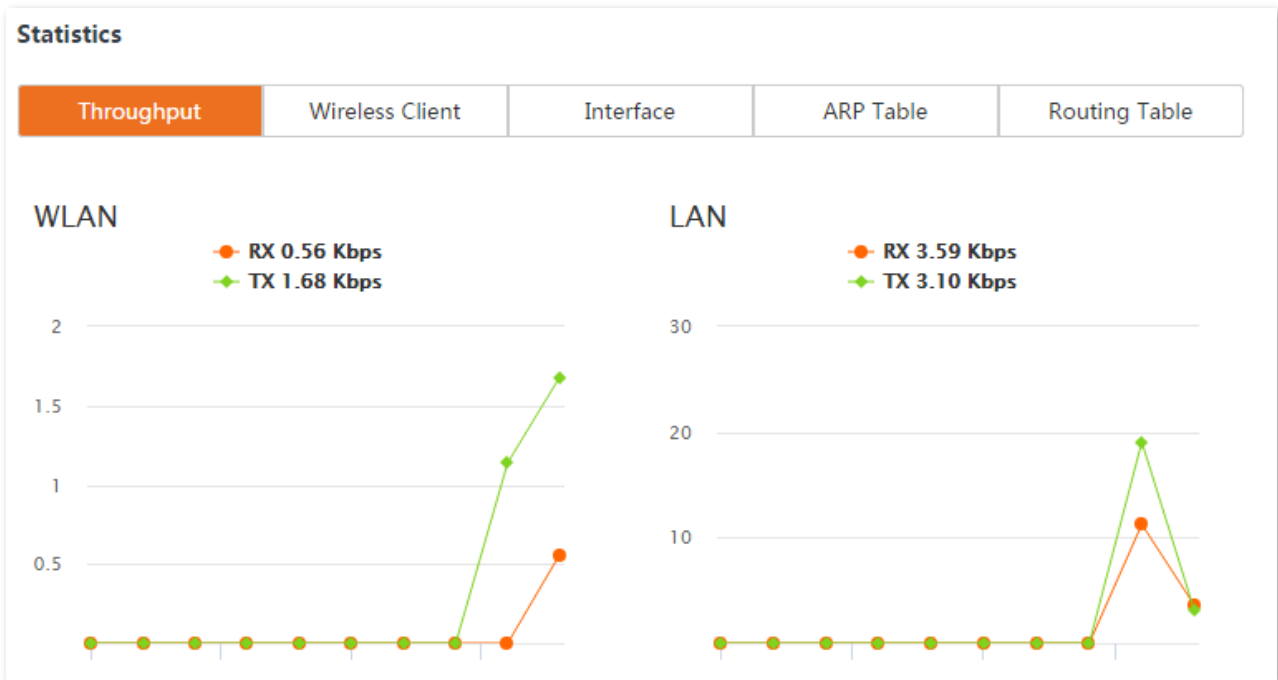 Statistics
Throughput
Wireless Client
Interface
ARP Table
Routing Table
WLAN
RX 0.56 Kbps
TX 1.68 Kbps
2
1.5
1
0.5
LAN
RX 3.59 Kbps
TX 3.10 Kbps
30
20
10